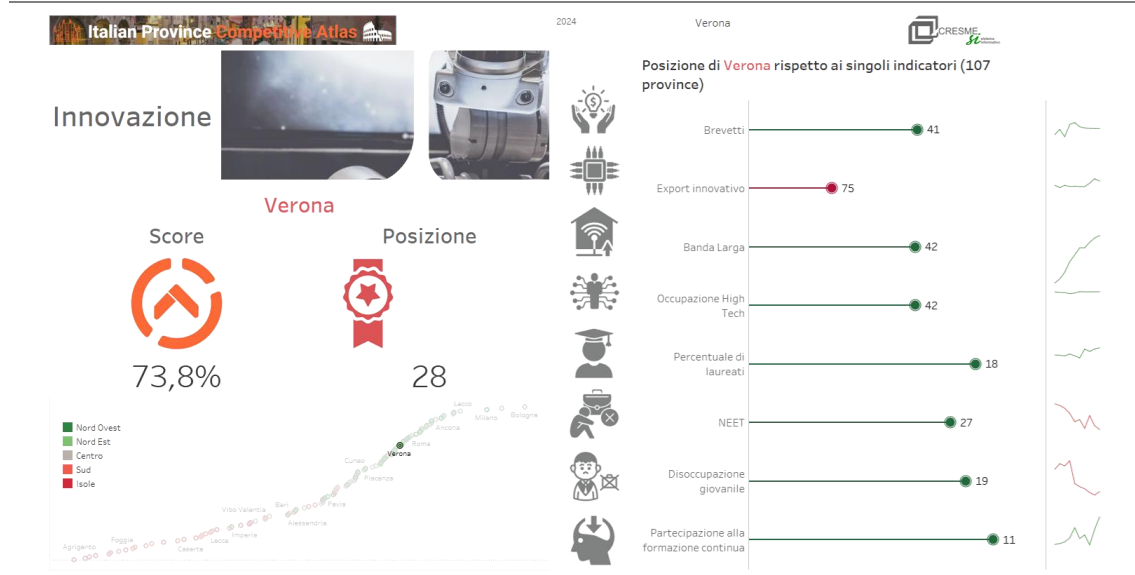 Italian Province Competitive Atlas
Innovazione
Verona
Score
Posizione
73,8%
28
Nord Ovest
Nord Est
Centro
Sud
Isole
Lecco
Milano
Bologna
Ancona
Roma
Verona
Cuneo
Piacenza
Vibo Valentia
Bari
Pavia
Alessandria
Foggia
Lecce
Imperia
Agrigento
Caserta
2024
Verona
CRESME
Si sistema
informativo
Posizione di Verona rispetto ai singoli indicatori (107
province)
Brevetti
41
Export innovativo
75
Banda Larga
42
Occupazione High
Tech
42
Percentuale di
laureati
18
NEET
27
Disoccupazione
giovanile
19
Partecipazione alla
formazione continua
11